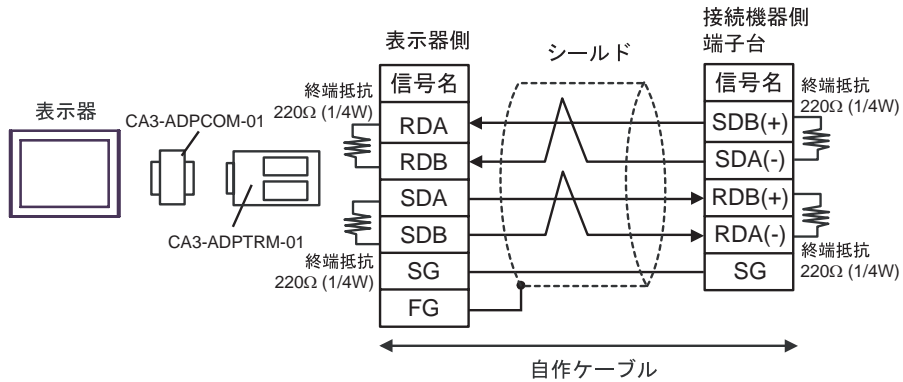 表示器
CA3-ADPCOM-01
CA3-ADPTRM-01
表示器側
信号名
RDA
RDB
SDA
SDB
SG
FG
終端抵抗
220Ω (1/4W)
終端抵抗
220Ω (1/4W)
シールド
接続機器側
端子台
信号名
SDB(+)
SDA(-)
RDB(+)
RDA(-)
SG
終端抵抗
220Ω (1/4W)
終端抵抗
220Ω (1/4W)
自作ケーブル